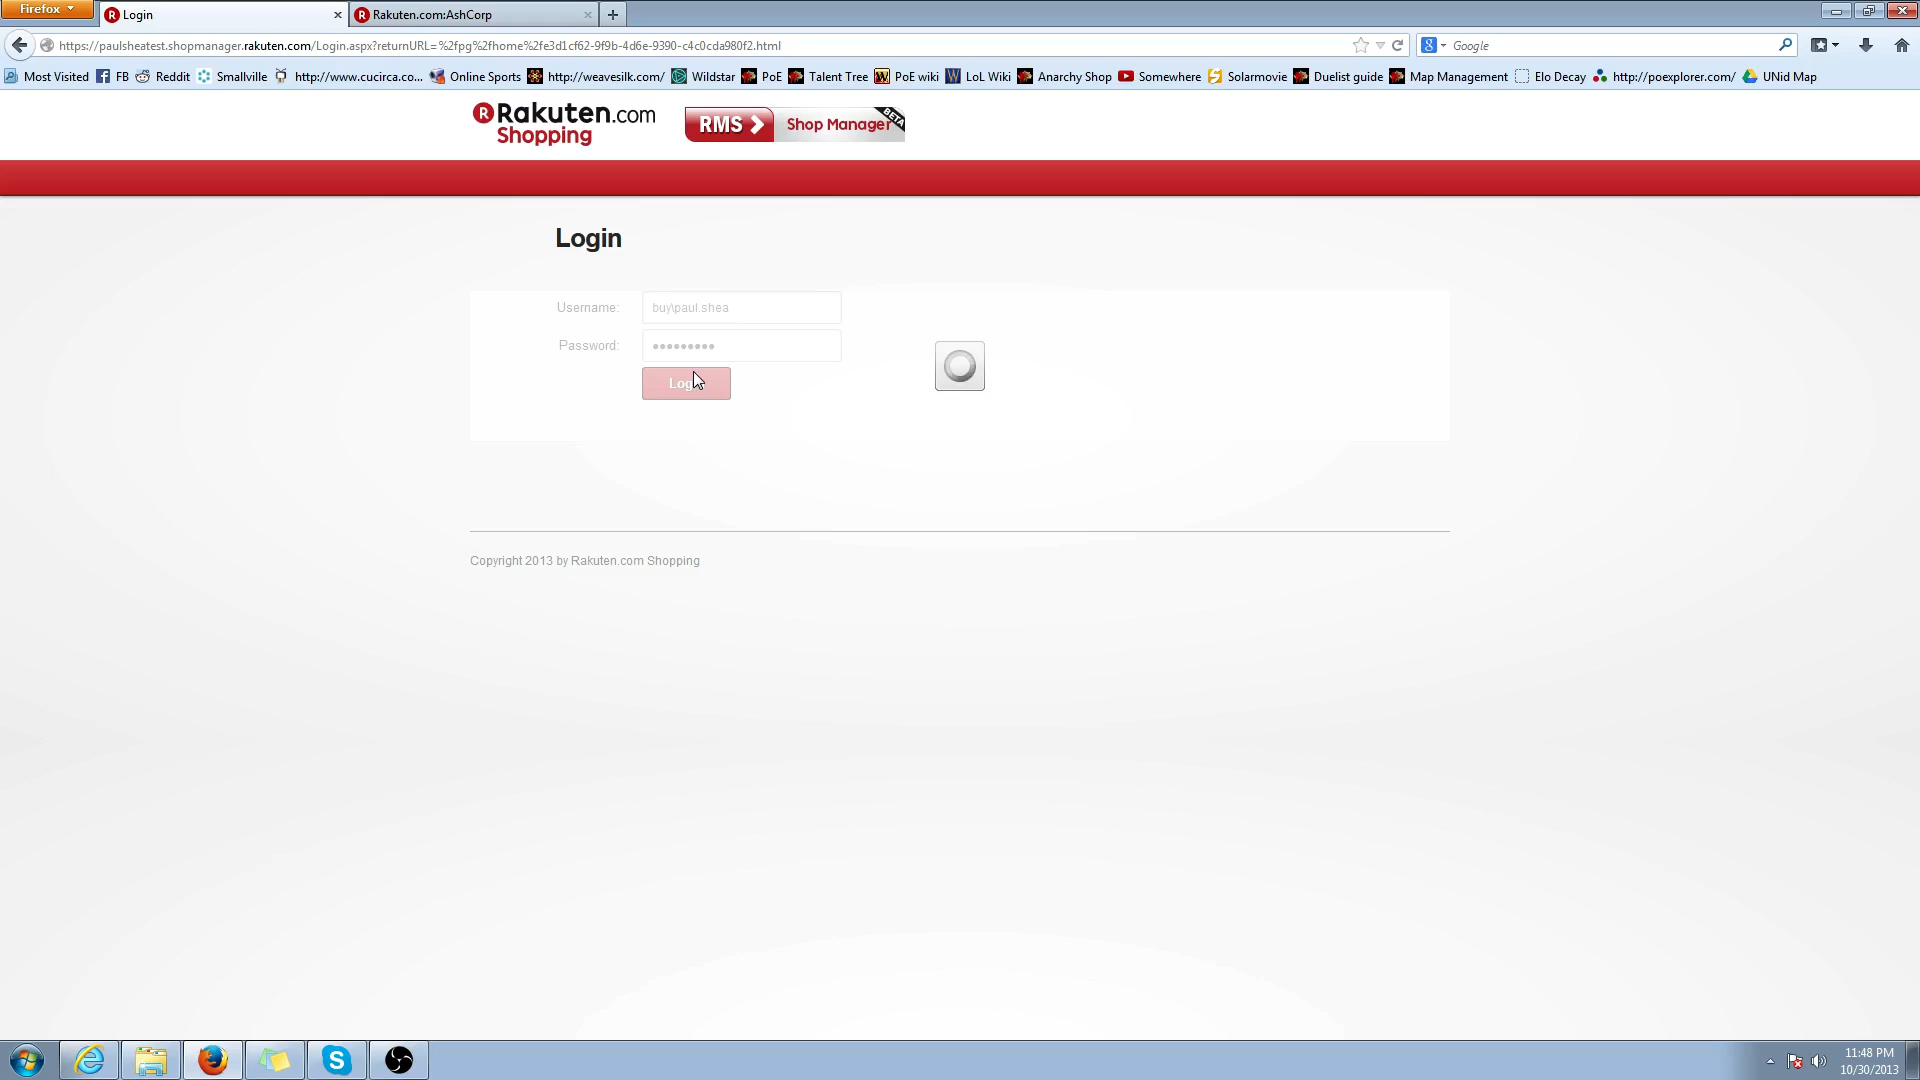 Firefox
Login
Rakuten.com:AshCorp
https://paulsheatest.shopmanager.rakuten.com/Login.aspx?returnURL=%2fpg%2fhome%2fe3d1cf62-9f9b-4d6e-9390-c4c0cda980f2.html
Google
Most Visited FB Reddit Smallville http://www.cucirca.co... Online Sports http://weavesilk.com/ Wildstar PoE Talent Tree PoE wiki LoL Wiki Anarchy Shop Somewhere Solarmovie Duelist guide Map Management Elo Decay http://poexplorer.com/ UNid Map
Rakuten.com
Shopping
RMS Shop Manager BETA
Login
Username: buy\paul.shea
Password: •••••••••
Login
Copyright 2013 by Rakuten.com Shopping
11:48 PM
10/30/2013